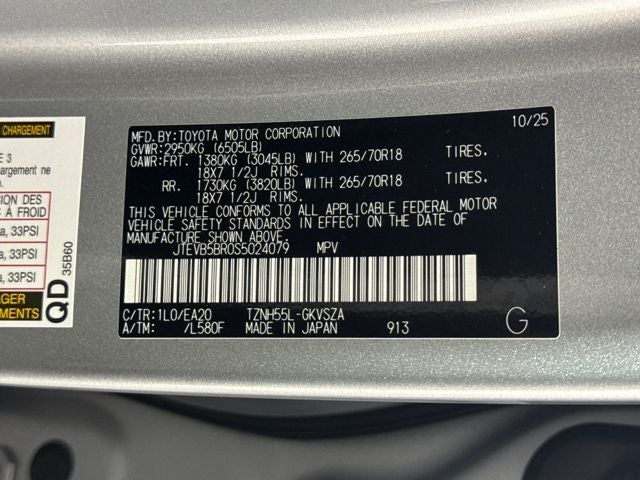 CHARGEMENT
E 3
hargement ne
n.
SION DES
S À FROID
a, 33PSI
a, 33PSI
a, 33PSI
AGER
EMENTS
QD 35B60
10/25
MFD.BY:TOYOTA MOTOR CORPORATION
GVWR:2950KG (6505LB)
GAWR:FRT. 1380KG (3045LB) WITH 265/70R18 TIRES.
18X7 1/2J RIMS.
RR. 1730KG (3820LB) WITH 265/70R18 TIRES.
18X7 1/2J RIMS.
THIS VEHICLE CONFORMS TO ALL APPLICABLE FEDERAL MOTOR
VEHICLE SAFETY STANDARDS IN EFFECT ON THE DATE OF
MANUFACTURE SHOWN ABOVE.
JTEVB5BR0S5024079 MPV
C/TR:1L0/EA20 TZNH55L-GKVSZA
A/TM: /L580F MADE IN JAPAN 913 G